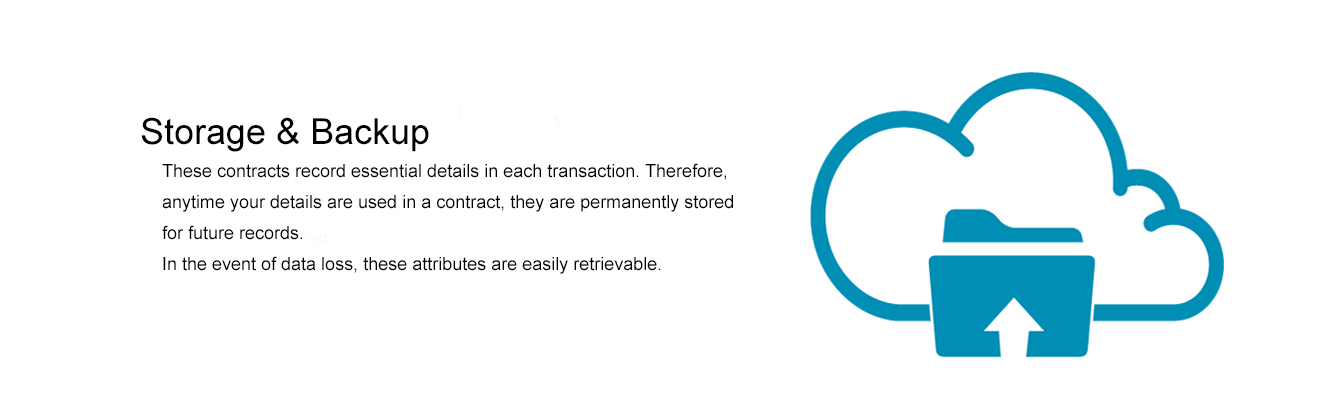 Storage & Backup
These contracts record essential details in each transaction. Therefore,
anytime your details are used in a contract, they are permanently stored
for future records.
In the event of data loss, these attributes are easily retrievable.